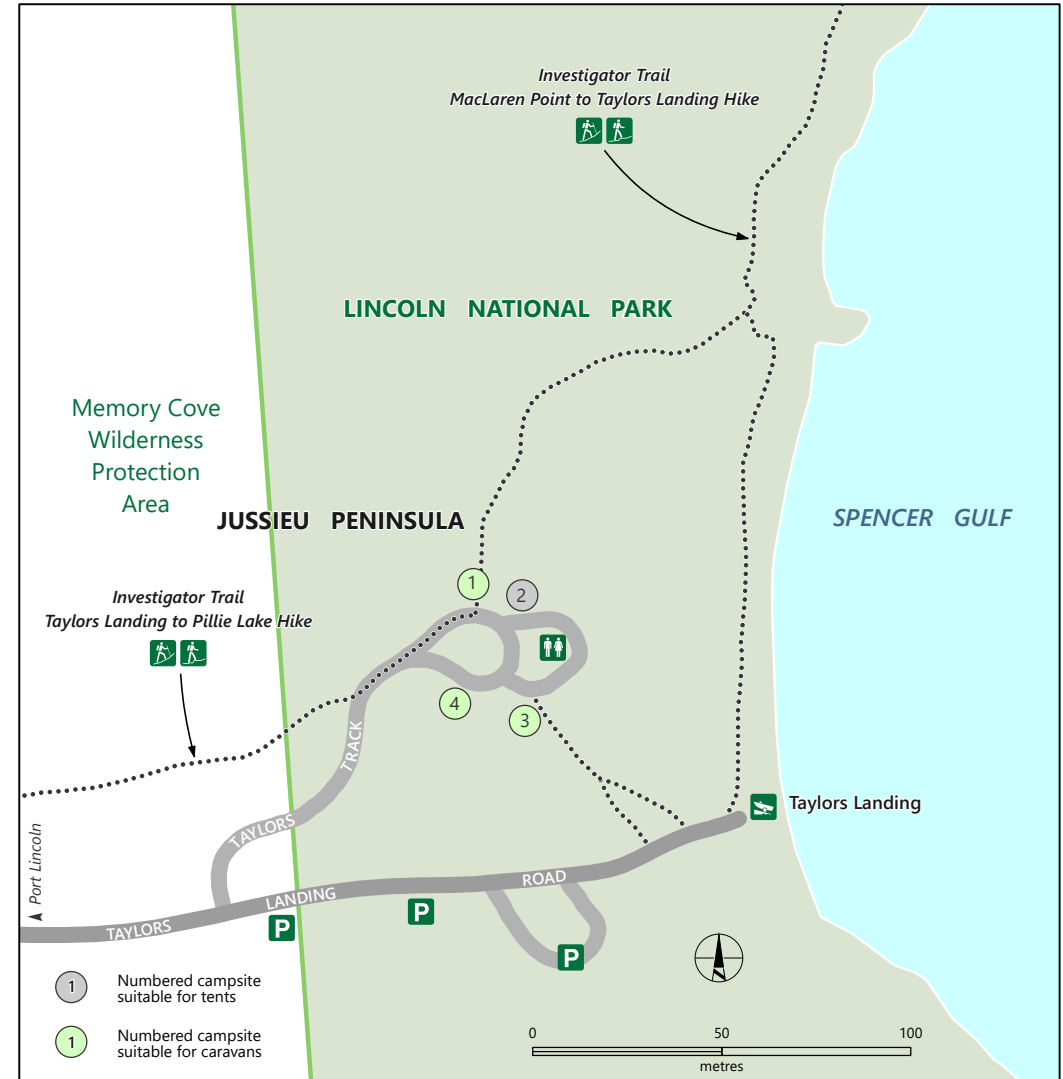 Investigator Trail
MacLaren Point to Taylors Landing Hike
LINCOLN NATIONAL PARK
Memory Cove
Wilderness
Protection
Area
JUSSIEU PENINSULA
SPENCER GULF
Investigator Trail
Taylors Landing to Pillie Lake Hike
1
2
4
3
TRACK
TAYLORS
Taylors Landing
Port Lincoln
TAYLORS LANDING ROAD
P
P
P
1
Numbered campsite
suitable for tents
1
Numbered campsite
suitable for caravans
0 50 100
metres